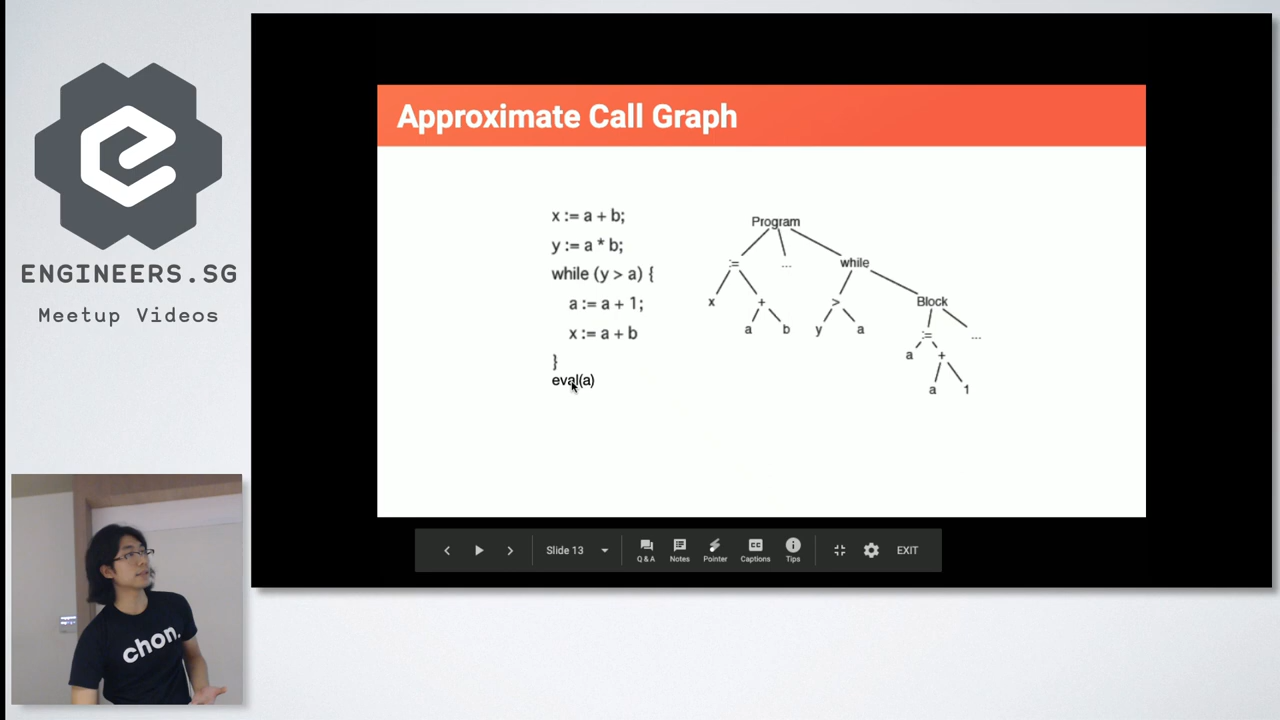 ENGINEERS.SG
Meetup Videos
Approximate Call Graph
x := a + b;
y := a * b;
while (y > a) {
a := a + 1;
x := a + b
}
eval(a)
Program
:= ... while
x + > Block
a b y a := ...
a +
a 1
Slide 13
Q & A Notes Pointer Captions Tips
EXIT
chon.